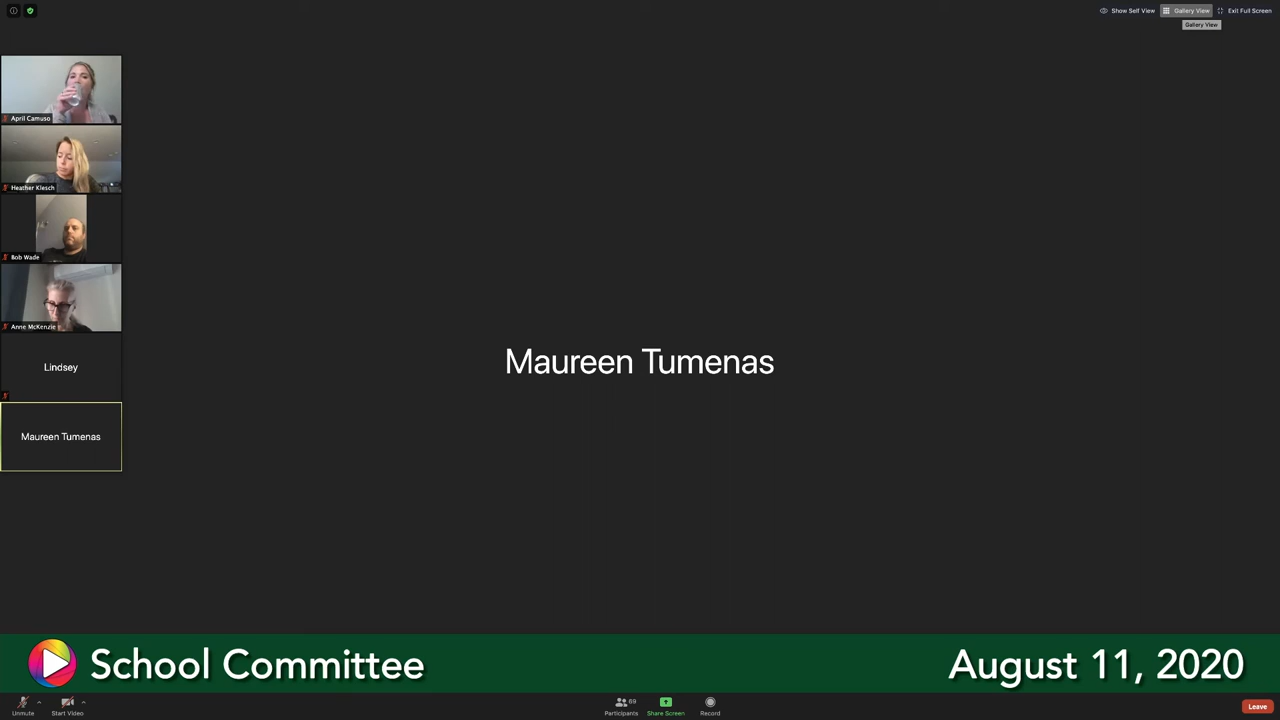 Show Self View
Gallery View
Exit Full Screen
Gallery View
April Camuso
Heather Klesch
Bob Wade
Anne McKenzie
Lindsey
Maureen Tumenas
Maureen Tumenas
School Committee
August 11, 2020
Unmute
Start Video
69
Participants
Share Screen
Record
Leave